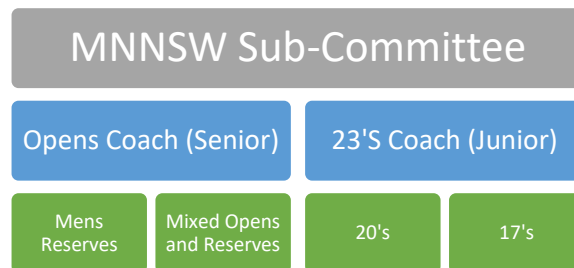 MNNSW Sub-Committee
Opens Coach (Senior)
23'S Coach (Junior)
Mens
Reserves
Mixed Opens
and Reserves
20's
17's